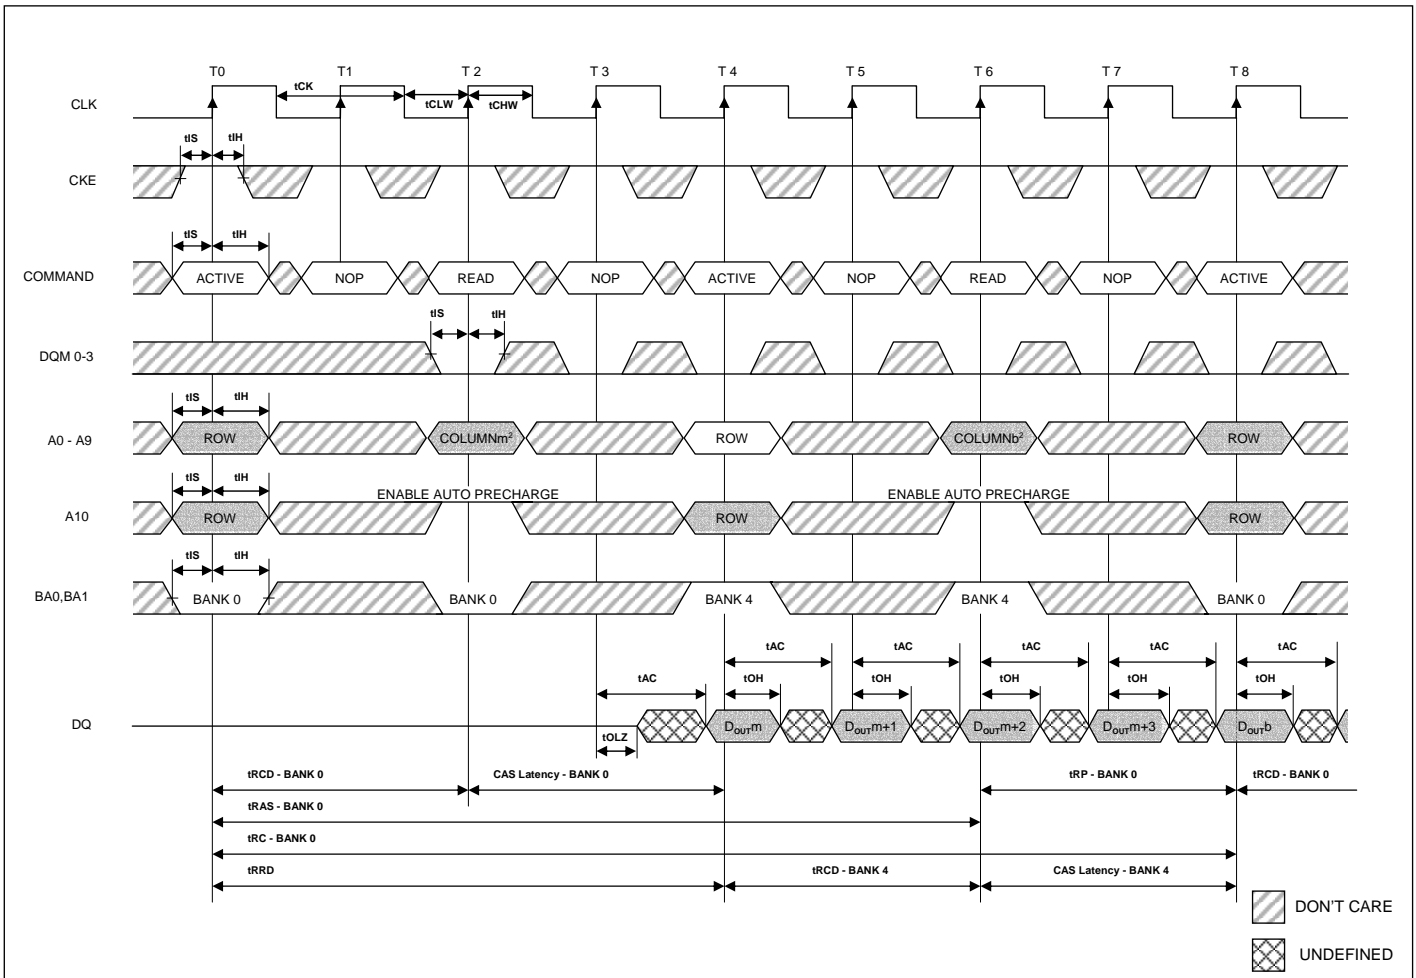 T0 T1 T 2 T 3 T 4 T 5 T 6 T 7 T 8
tCK
CLK tCLW tCHW
tIS tIH
CKE
tIS tIH
COMMAND ACTIVE NOP READ NOP ACTIVE NOP READ NOP ACTIVE
tIS tIH
DQM 0-3
tIS tIH
A0 - A9 ROW COLUMNm² ROW COLUMNb² ROW
tIS tIH ENABLE AUTO PRECHARGE ENABLE AUTO PRECHARGE
A10 ROW ROW ROW
tIS tIH
BA0,BA1 BANK 0 BANK 0 BANK 4 BANK 4 BANK 0
tAC tAC tAC tAC tAC
tAC tOH tOH tOH tOH tOH
DQ DOUTm DOUTm+1 DOUTm+2 DOUTm+3 DOUTb
tOLZ
tRCD - BANK 0 CAS Latency - BANK 0 tRP - BANK 0 tRCD - BANK 0
tRAS - BANK 0
tRC - BANK 0
tRRD tRCD - BANK 4 CAS Latency - BANK 4
DON'T CARE
UNDEFINED